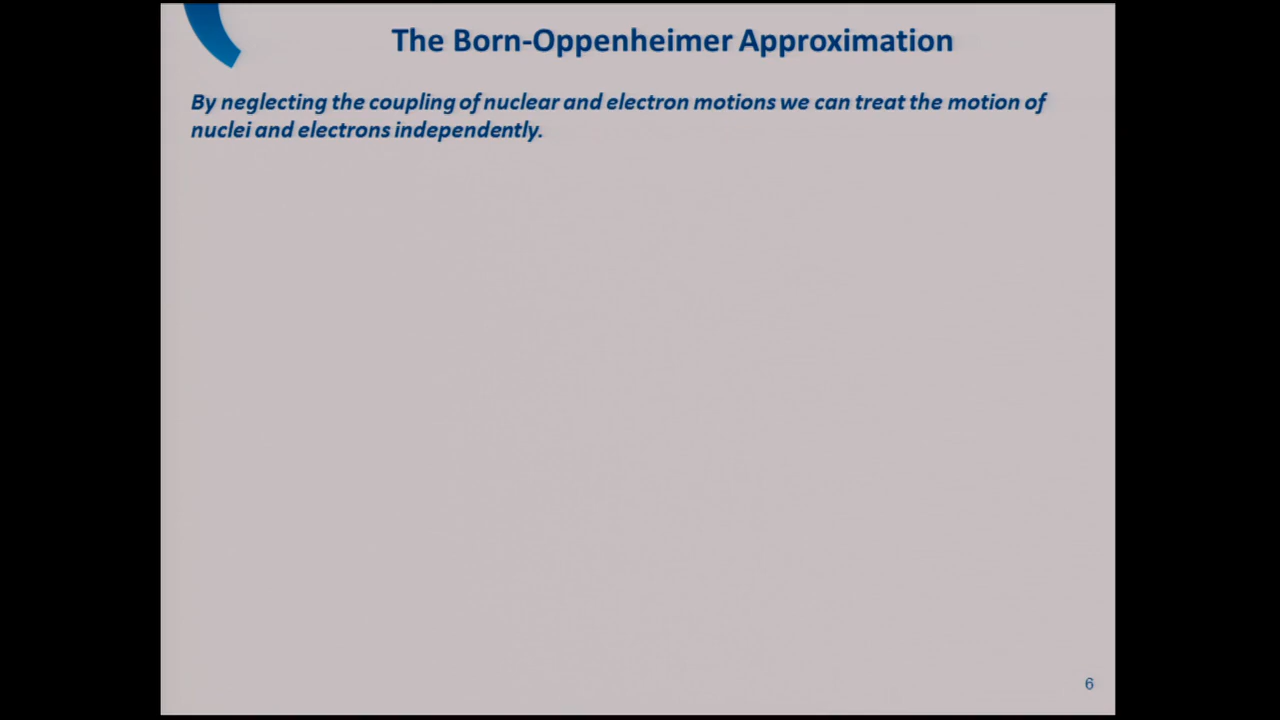 The Born-Oppenheimer Approximation
By neglecting the coupling of nuclear and electron motions we can treat the motion of
nuclei and electrons independently.
6